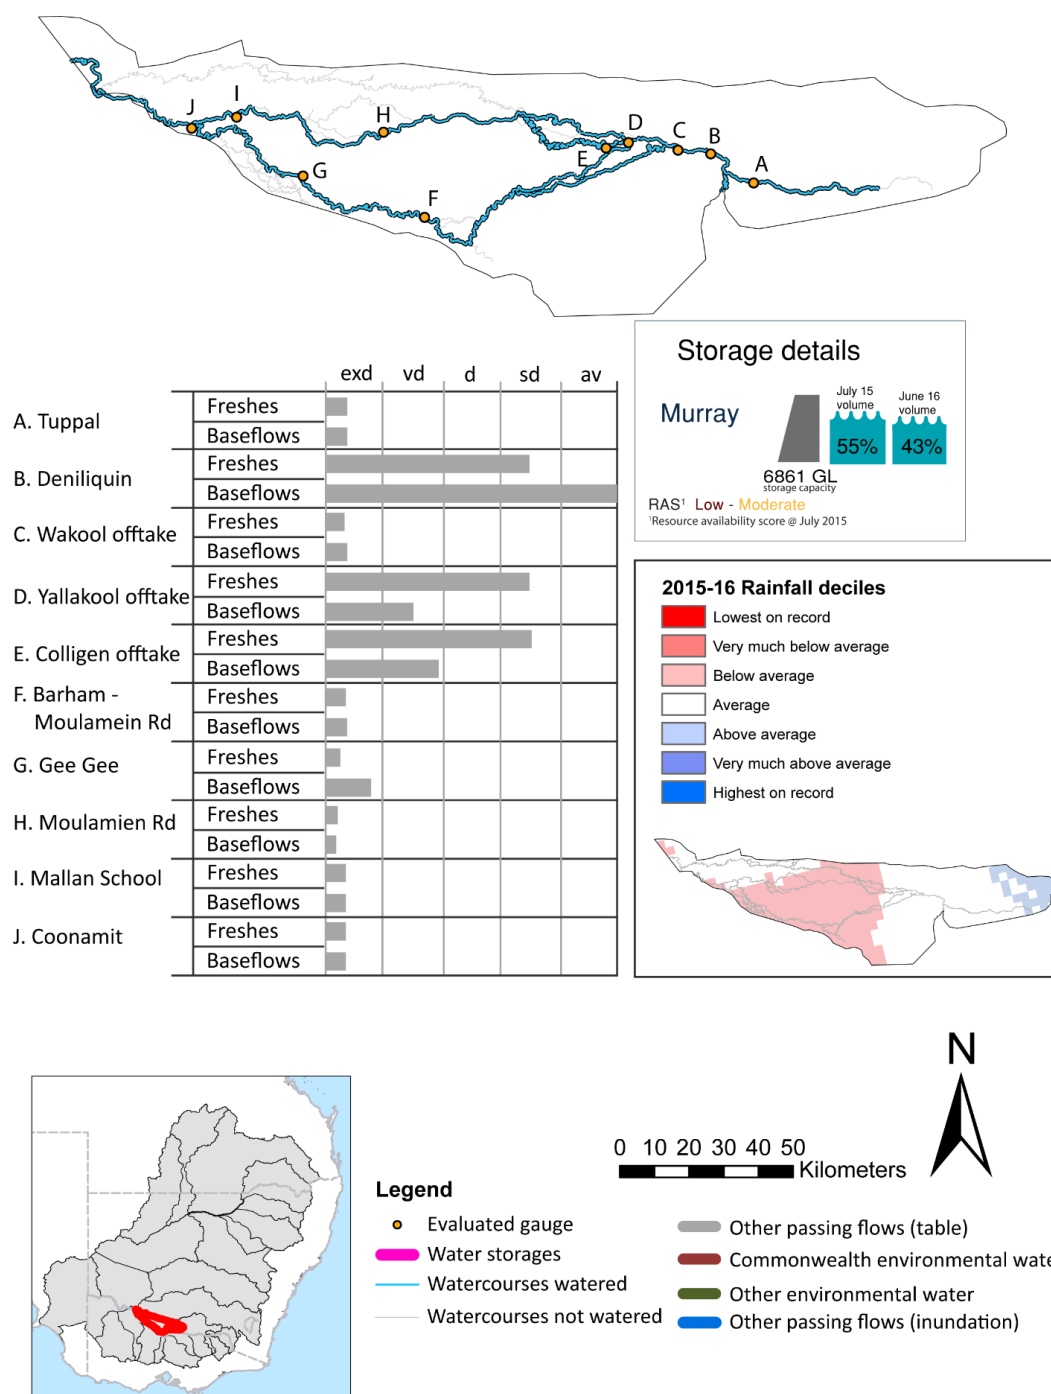 J
I
H
G
F
E
D
C
B
A
Storage details
Murray
July 15
volume
June 16
volume
55%
43%
6861 GL
storage capacity
RAS¹ Low - Moderate
¹Resource availability score @ July 2015
exd vd d sd av
A. Tuppal
Freshes
Baseflows
B. Deniliquin
Freshes
Baseflows
C. Wakool offtake
Freshes
Baseflows
D. Yallakool offtake
Freshes
Baseflows
E. Colligen offtake
Freshes
Baseflows
F. Barham -
Moulamein Rd
Freshes
Baseflows
G. Gee Gee
Freshes
Baseflows
H. Moulamien Rd
Freshes
Baseflows
I. Mallan School
Freshes
Baseflows
J. Coonamit
Freshes
Baseflows
2015-16 Rainfall deciles
Lowest on record
Very much below average
Below average
Average
Above average
Very much above average
Highest on record
N
0 10 20 30 40 50
Kilometers
Legend
Evaluated gauge
Water storages
Watercourses watered
Watercourses not watered
Other passing flows (table)
Commonwealth environmental wate
Other environmental water
Other passing flows (inundation)